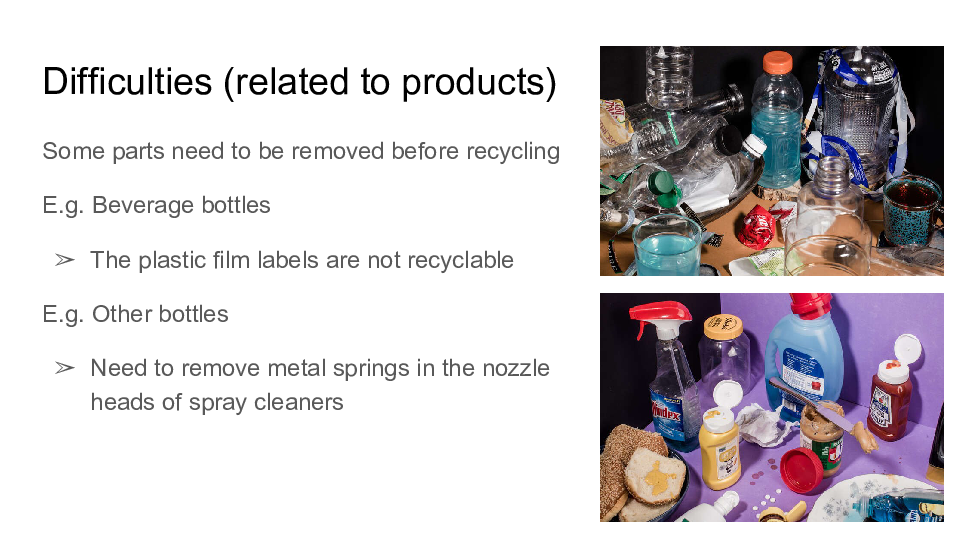 Difficulties (related to products)
Some parts need to be removed before recycling
E.g. Beverage bottles
➢ The plastic film labels are not recyclable
E.g. Other bottles
➢ Need to remove metal springs in the nozzle
heads of spray cleaners
Windex